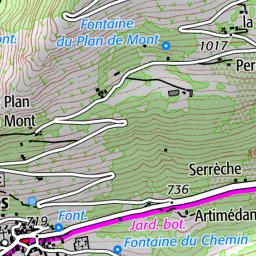 la
Fontaine
du Plan de Mont
1017
Per
Plan
Mont
Serrèche
736
s
719
Font.
Jard. bot.
Artimédan
Fontaine du Chemin